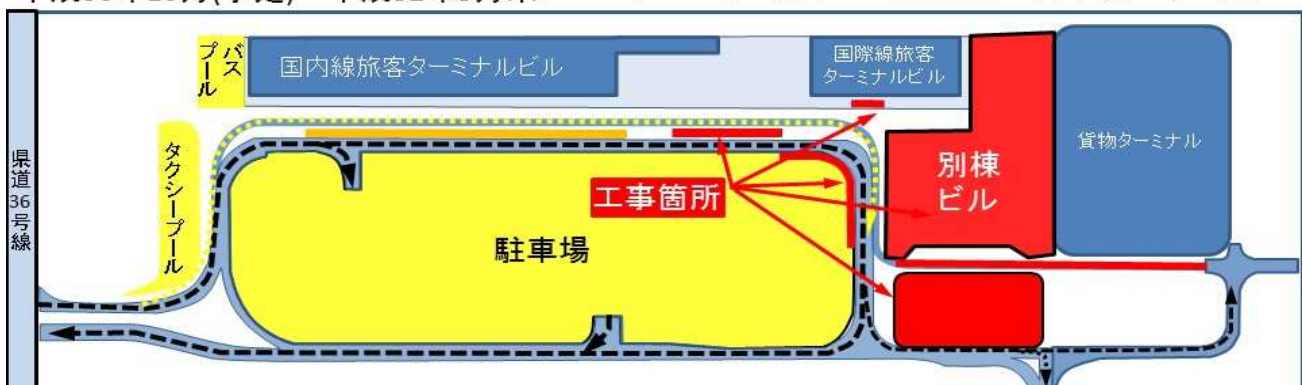 バス
プール
国内線旅客ターミナルビル
国際線旅客
ターミナルビル
貨物ターミナル
県道36号線
タクシープール
別棟
ビル
工事箇所
駐車場